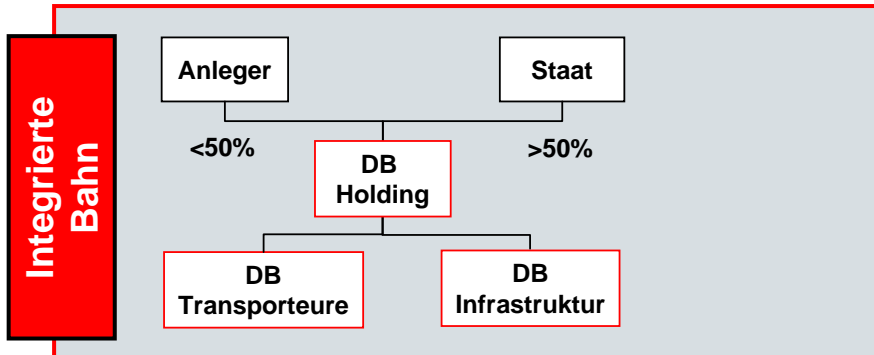 Integrierte
Bahn
Anleger
Staat
<50%
>50%
DB
Holding
DB
Transporteure
DB
Infrastruktur